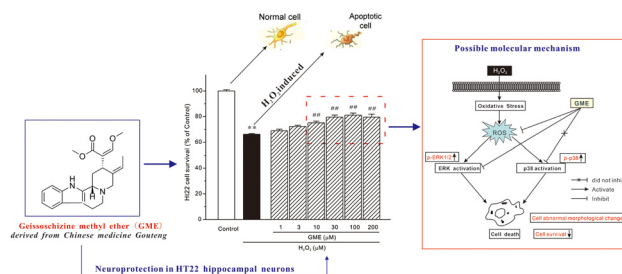 Normal cell
Apoptotic cell
H₂O₂ induced
HT22 cell survival (% of Control)
100
80
60
40
20
0
**
##
##
##
##
Control
1
3
10
30
100
200
GME (μM)
H₂O₂ (μM)
O
O
O
N
H
N
H
Geissoschizine methyl ether (GME)
derived from Chinese medicine Gouteng
Neuroprotection in HT22 hippocampal neurons
Possible molecular mechanism
H₂O₂
Oxidative Stress
GME
ROS
p-ERK1/2
p-p38
ERK activation
p38 activation
did not inhi
Activate
Inhibit
Cell abnormal morphological change
Cell death
Cell survival